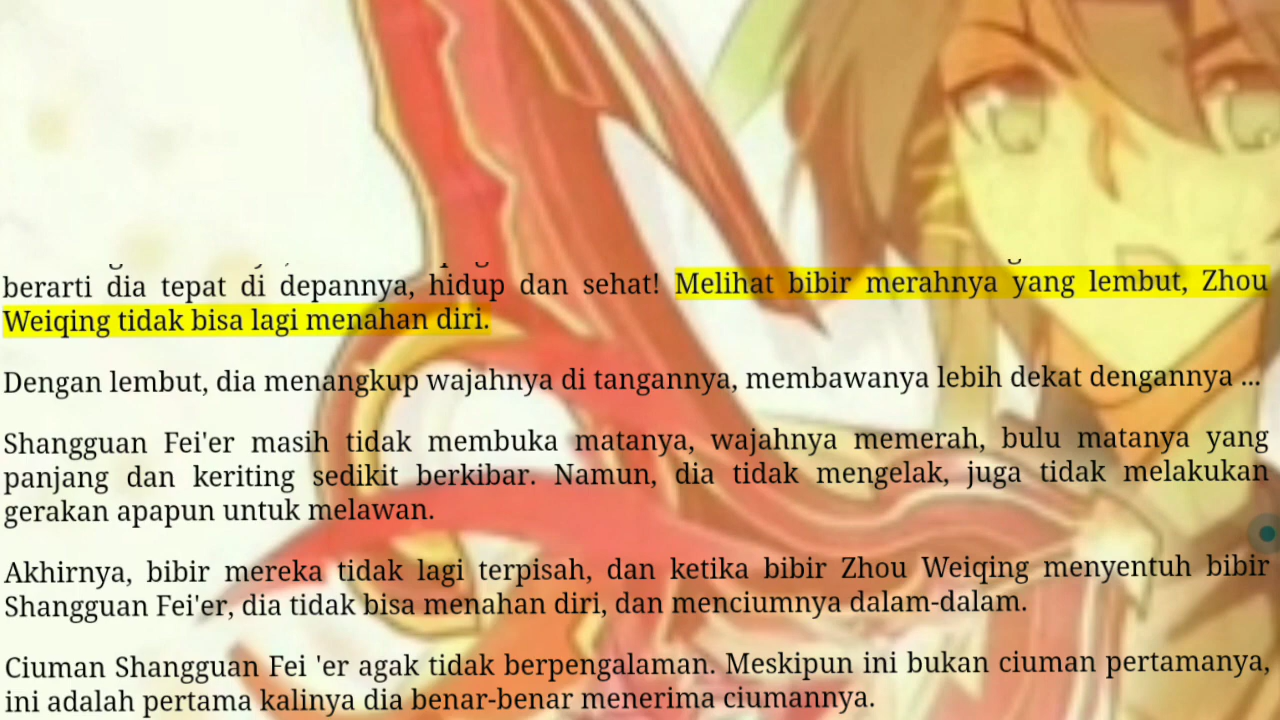 berarti dia tepat di depannya, hidup dan sehat! Melihat bibir merahnya yang lembut, Zhou
Weiqing tidak bisa lagi menahan diri.
Dengan lembut, dia menangkup wajahnya di tangannya, membawanya lebih dekat dengannya ...
Shangguan Fei'er masih tidak membuka matanya, wajahnya memerah, bulu matanya yang
panjang dan keriting sedikit berkibar. Namun, dia tidak mengelak, juga tidak melakukan
gerakan apapun untuk melawan.
Akhirnya, bibir mereka tidak lagi terpisah, dan ketika bibir Zhou Weiqing menyentuh bibir
Shangguan Fei'er, dia tidak bisa menahan diri, dan menciumnya dalam-dalam.
Ciuman Shangguan Fei 'er agak tidak berpengalaman. Meskipun ini bukan ciuman pertamanya,
ini adalah pertama kalinya dia benar-benar menerima ciumannya.